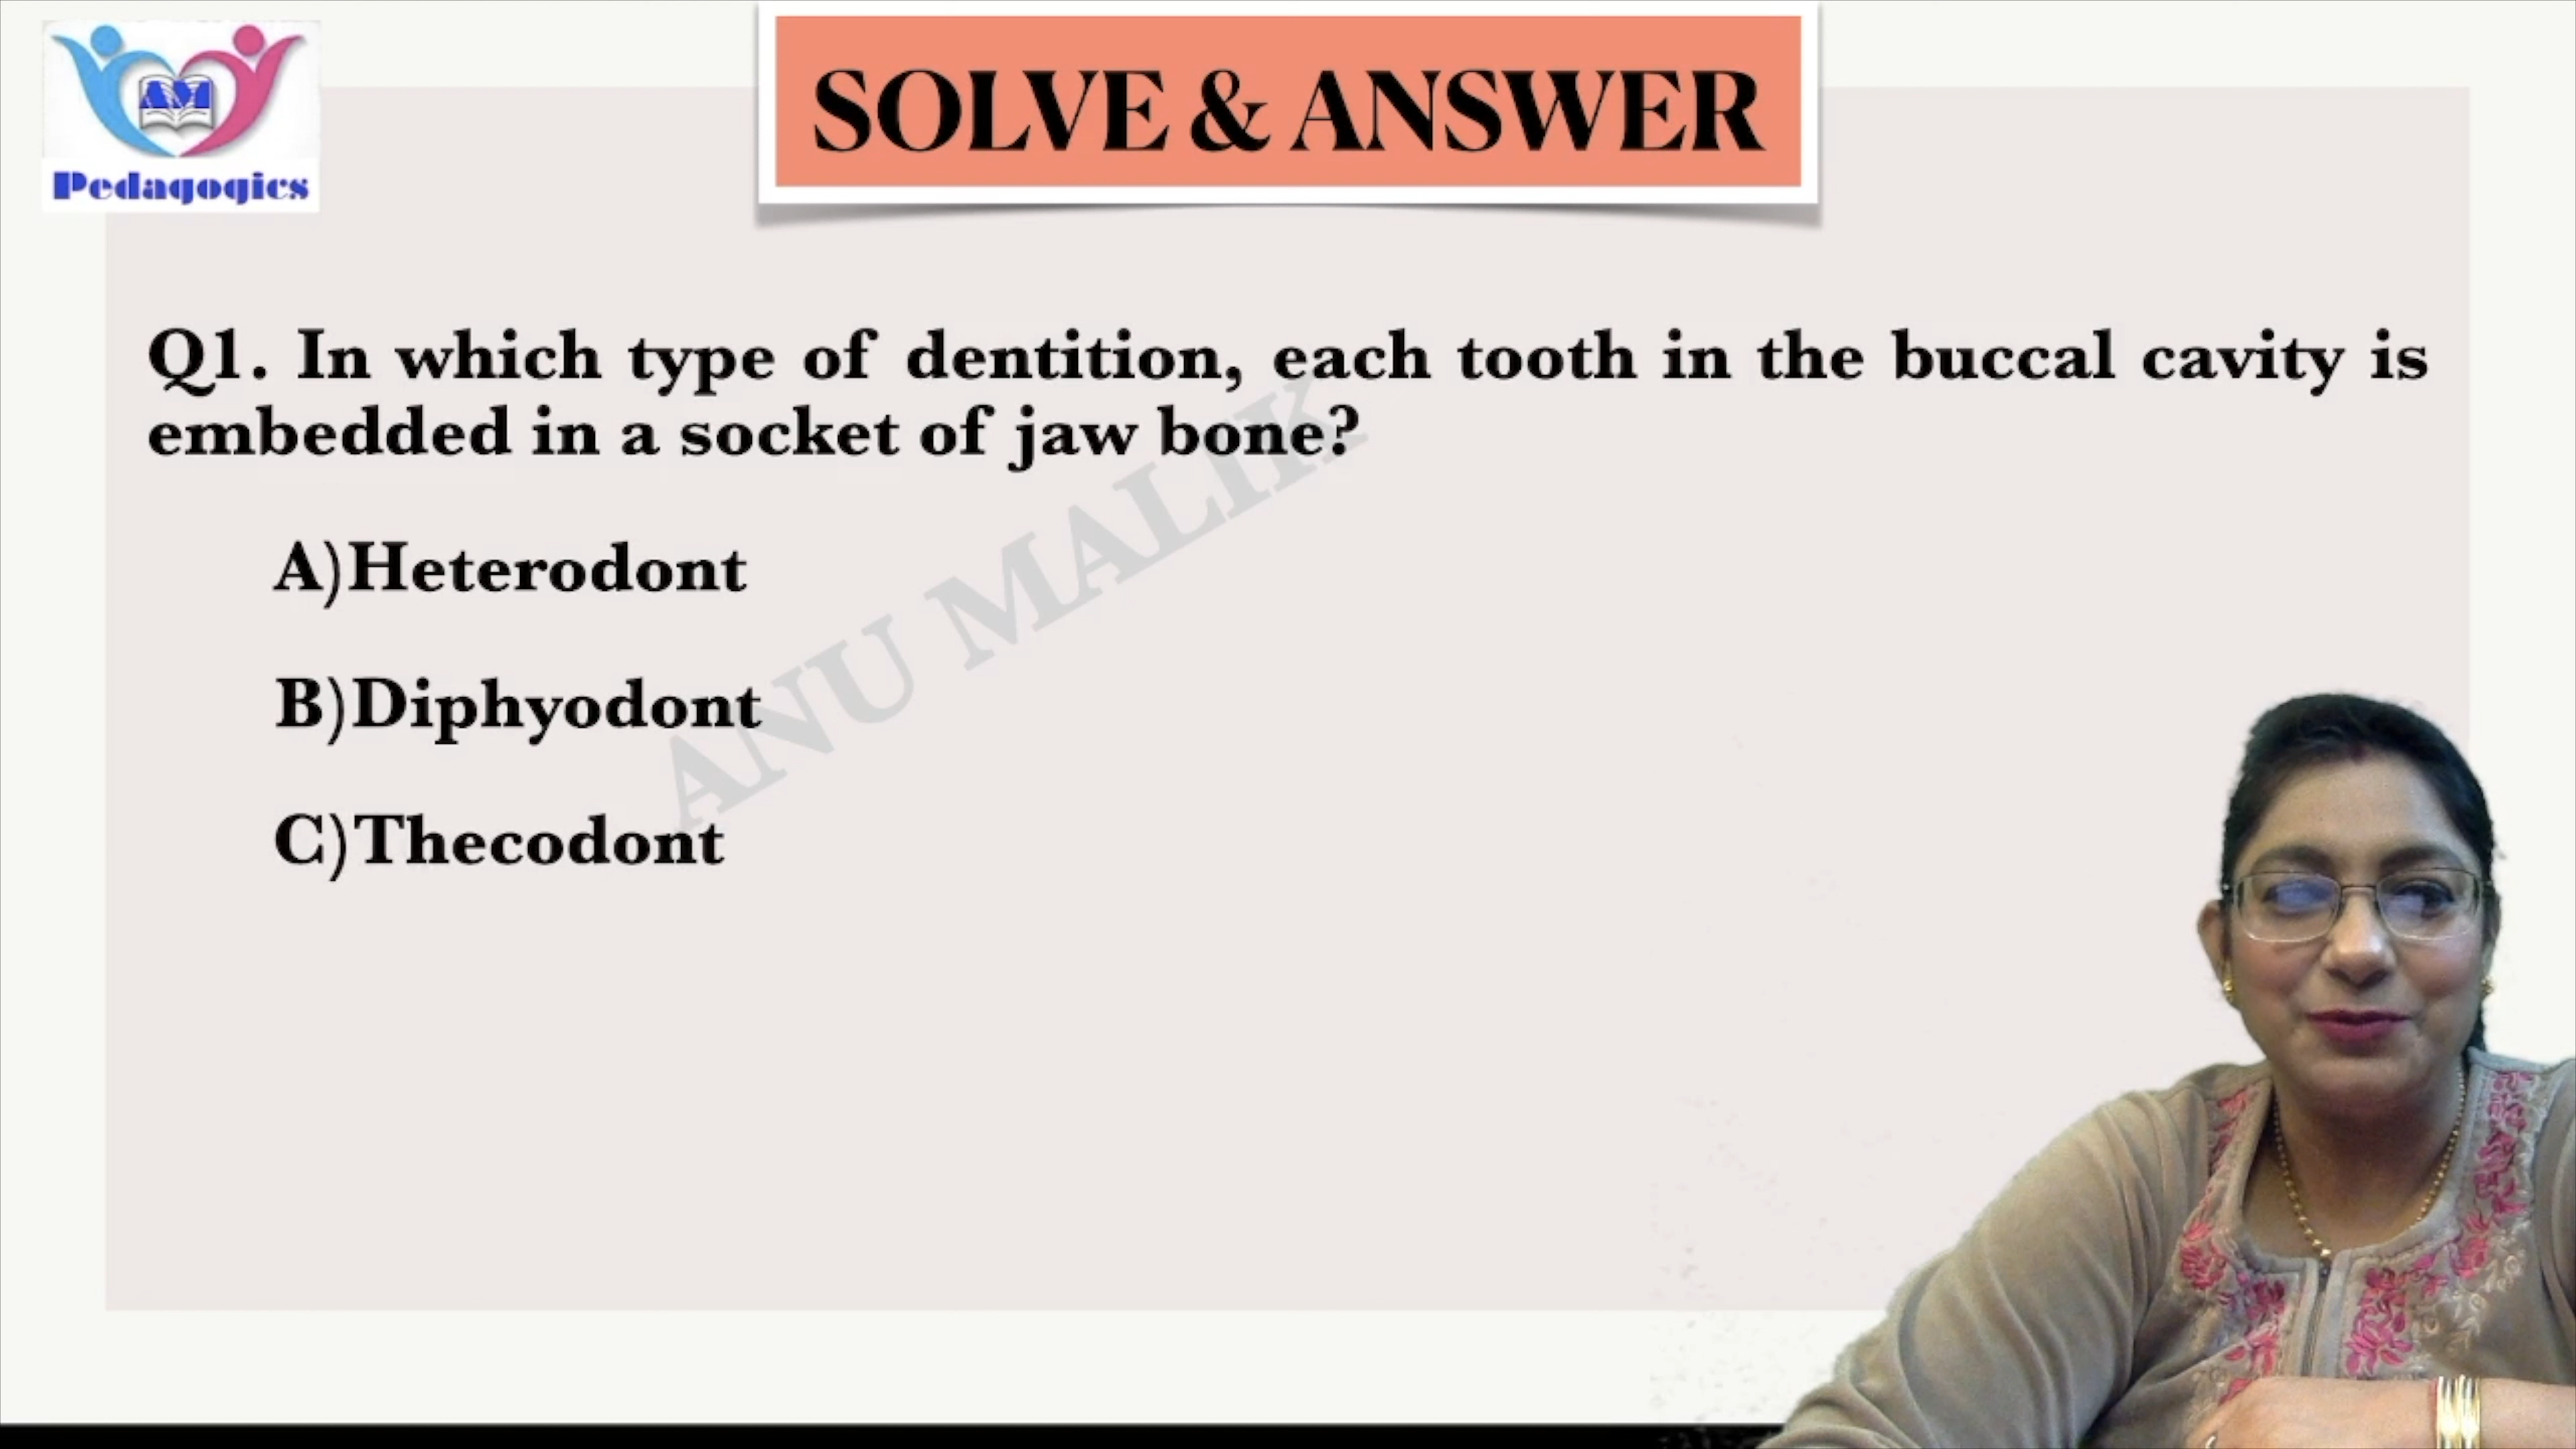 AM
Pedagogics
SOLVE & ANSWER
Q1. In which type of dentition, each tooth in the buccal cavity is
embedded in a socket of jaw bone?
A)Heterodont
B)Diphyodont
C)Thecodont
ANU MALIK